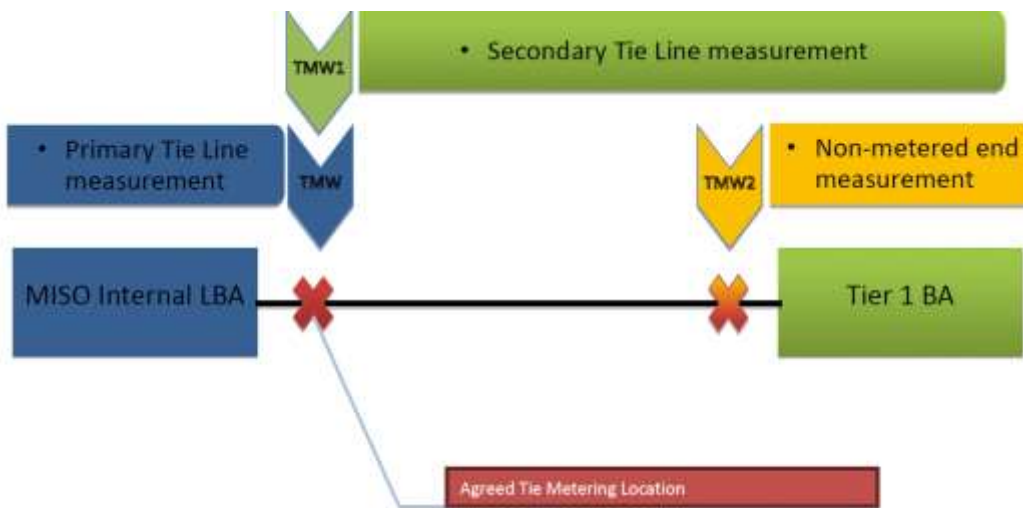 TMW1
• Secondary Tie Line measurement
• Primary Tie Line
measurement
TMW
TMW2
• Non-metered end
measurement
MISO Internal LBA
Tier 1 BA
Agreed Tie Metering Location